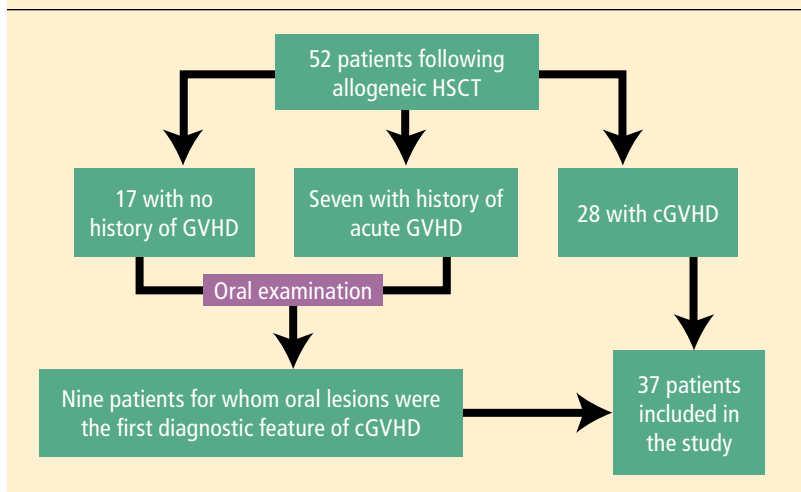 52 patients following
allogeneic HSCT
17 with no
history of GVHD
Seven with history of
acute GVHD
28 with cGVHD
Oral examination
Nine patients for whom oral lesions were
the first diagnostic feature of cGVHD
37 patients
included in
the study